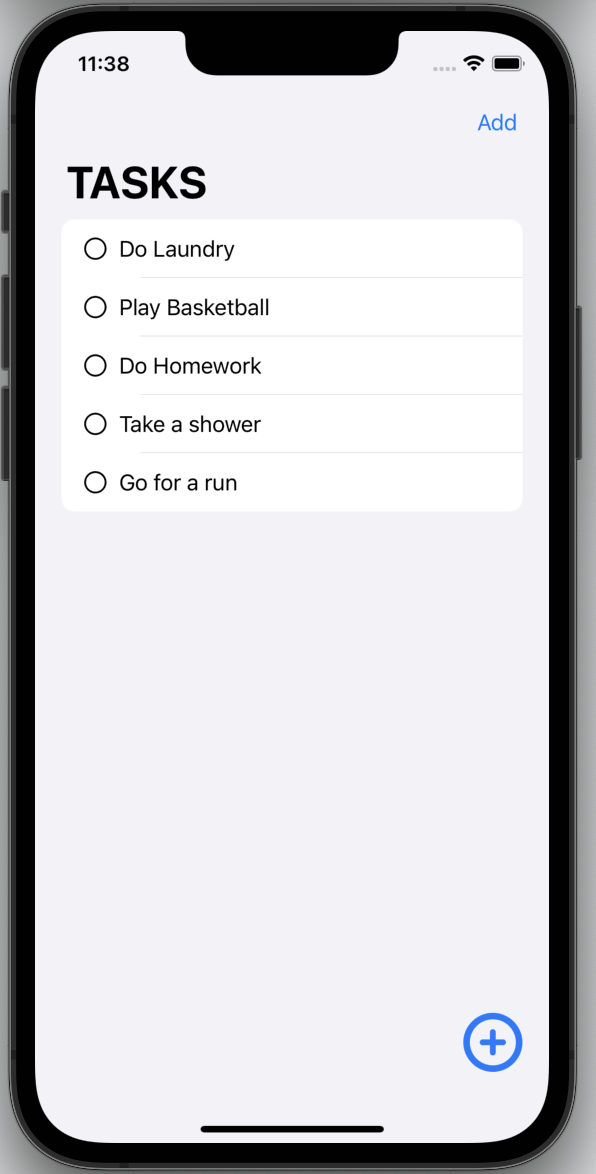 11:38
Add
TASKS
Do Laundry
Play Basketball
Do Homework
Take a shower
Go for a run